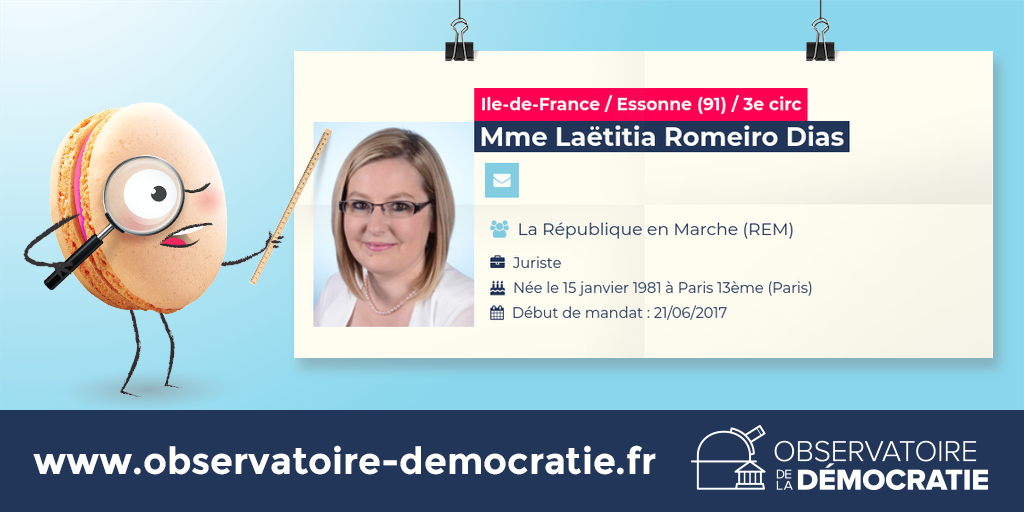 Ile-de-France / Essonne (91) / 3e circ
Mme Laëtitia Romeiro Dias
La République en Marche (REM)
Juriste
Née le 15 janvier 1981 à Paris 13ème (Paris)
Début de mandat : 21/06/2017
www.observatoire-democratie.fr
OBSERVATOIRE
DE LA DÉMOCRATIE